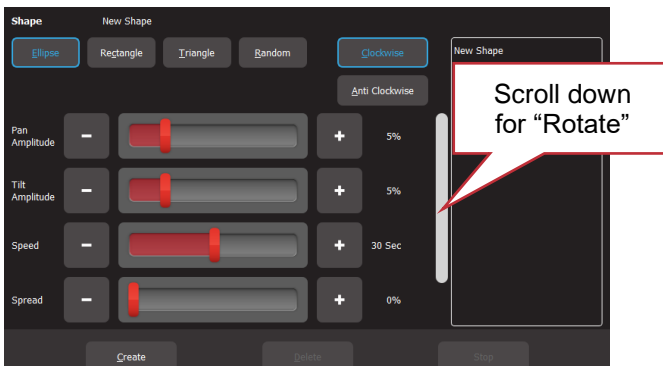 Shape New Shape
Ellipse Rectangle Triangle Random Clockwise New Shape
Anti Clockwise
Scroll down
for “Rotate”
Pan
Amplitude − + 5%
Tilt
Amplitude − + 5%
Speed − + 30 Sec
Spread − + 0%
Create Delete Stop